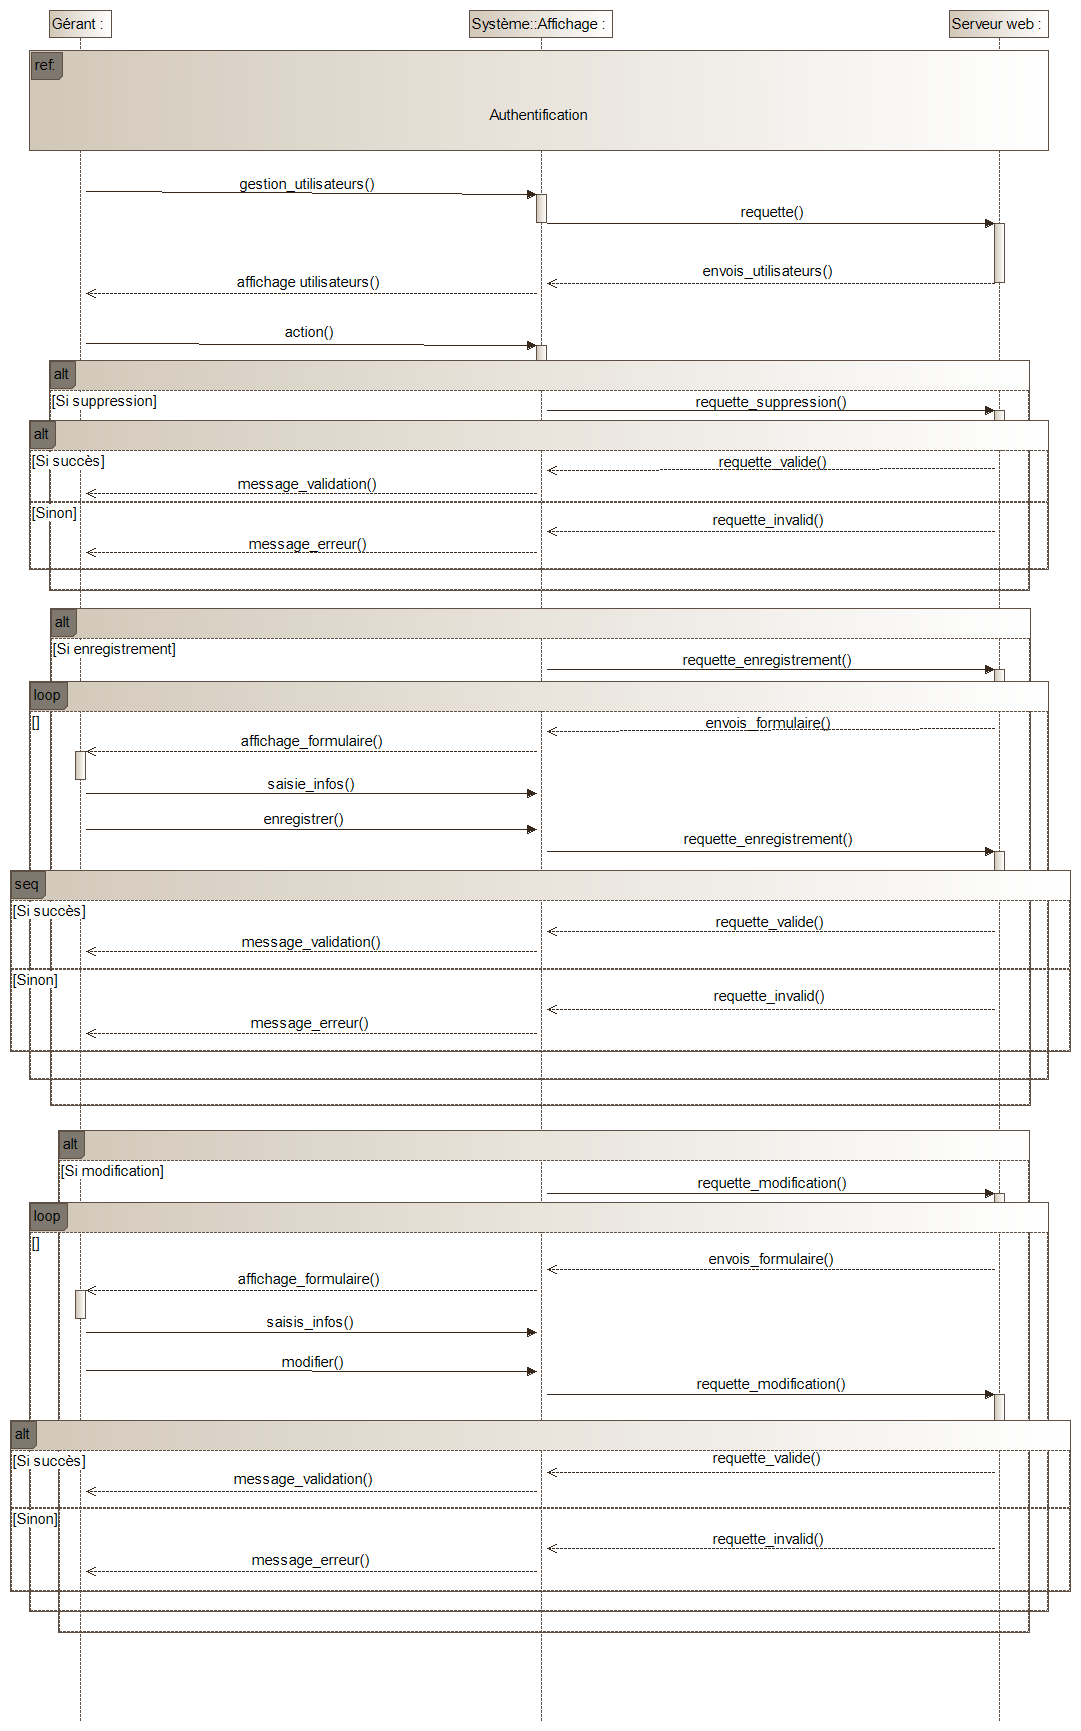 Gérant :
Système::Affichage :
Serveur web :
ref:
Authentification
gestion_utilisateurs()
requette()
envois_utilisateurs()
affichage utilisateurs()
action()
alt
[Si suppression]
requette_suppression()
alt
[Si succès]
requette_valide()
message_validation()
[Sinon]
requette_invalid()
message_erreur()
alt
[Si enregistrement]
requette_enregistrement()
loop
[]
envois_formulaire()
affichage_formulaire()
saisie_infos()
enregistrer()
requette_enregistrement()
seq
[Si succès]
requette_valide()
message_validation()
[Sinon]
requette_invalid()
message_erreur()
alt
[Si modification]
requette_modification()
loop
[]
envois_formulaire()
affichage_formulaire()
saisis_infos()
modifier()
requette_modification()
alt
[Si succès]
requette_valide()
message_validation()
[Sinon]
requette_invalid()
message_erreur()